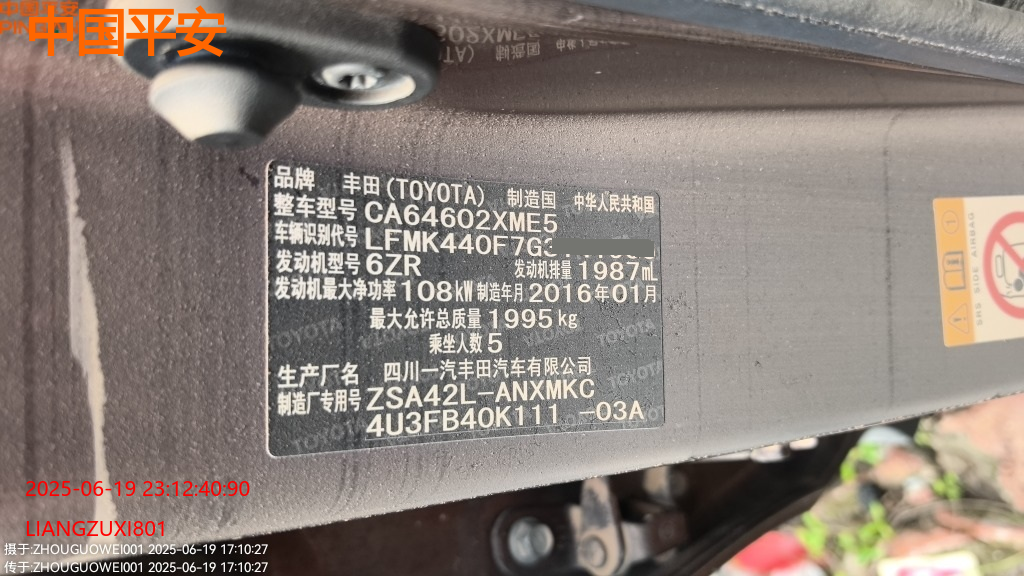 中国平安
品牌 丰田(TOYOTA) 制造国 中华人民共和国
整车型号 CA64602XME5
车辆识别代号 LFMK440F7G3
发动机型号 6ZR 发动机排量 1987mL
发动机最大净功率 108kW 制造年月 2016年01月
最大允许总质量 1995kg
乘坐人数 5
生产厂名 四川一汽丰田汽车有限公司
制造厂专用号 ZSA42L-ANXMKC
4U3FB40K111 -03A
SRS SIDE AIRBAG
2025-06-19 23:12:40:90
LIANGZUXI801
摄于:ZHOUGUOWEI001 2025-06-19 17:10:27
传于:ZHOUGUOWEI001 2025-06-19 17:10:27